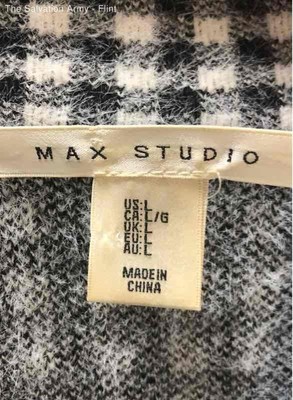 The Salvation Army - Flint
MAX STUDIO
US:L
CA:L/G
UK:L
EU:L
AU:L
MADE IN
CHINA